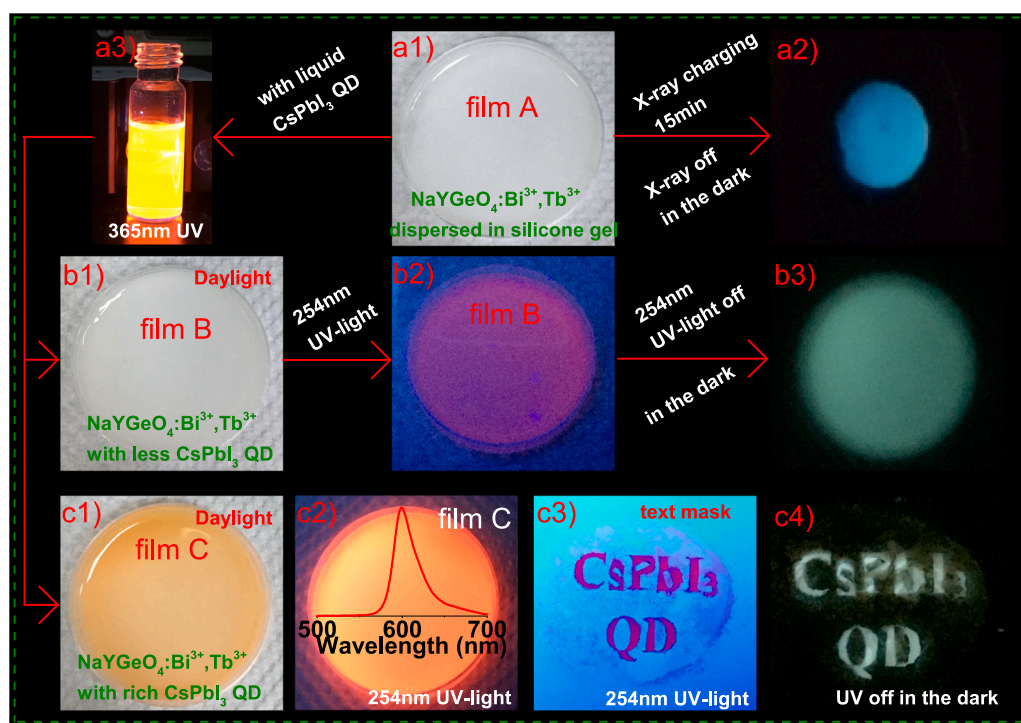 a3)
with liquid
CsPbI₃ QD
365nm UV
a1)
film A
NaYGeO₄:Bi³⁺,Tb³⁺
dispersed in silicone gel
X-ray charging
15min
X-ray off
in the dark
a2)
b1)
Daylight
film B
NaYGeO₄:Bi³⁺,Tb³⁺
with less CsPbI₃ QD
254nm
UV-light
b2)
film B
254nm
UV-light off
in the dark
b3)
c1)
Daylight
film C
NaYGeO₄:Bi³⁺,Tb³⁺
with rich CsPbI₃ QD
c2)
film C
500 600 700
Wavelength (nm)
254nm UV-light
c3)
text mask
CsPbI₃
QD
254nm UV-light
c4)
CsPbI₃
QD
UV off in the dark